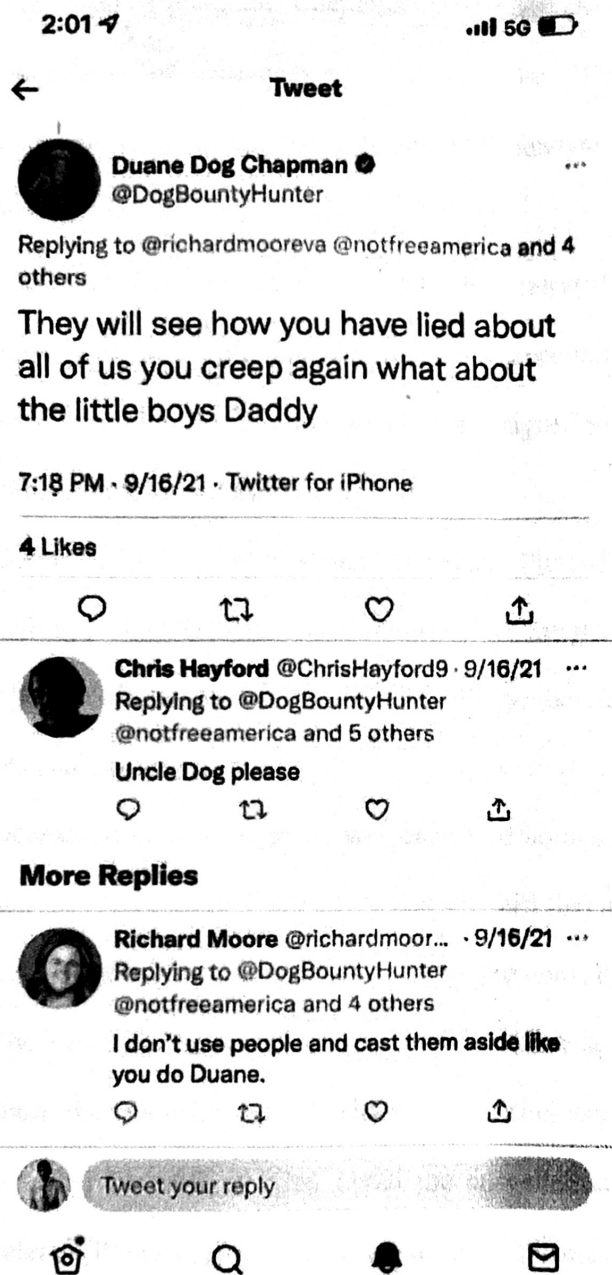 2:01
5G
Tweet
Duane Dog Chapman
@DogBountyHunter
Replying to @richardmooreva @notfreeamerica and 4
others
They will see how you have lied about
all of us you creep again what about
the little boys Daddy
7:18 PM · 9/16/21 · Twitter for iPhone
4 Likes
Chris Hayford @ChrisHayford9 · 9/16/21
Replying to @DogBountyHunter
@notfreeamerica and 5 others
Uncle Dog please
More Replies
Richard Moore @richardmoor... · 9/16/21
Replying to @DogBountyHunter
@notfreeamerica and 4 others
I don't use people and cast them aside like
you do Duane.
Tweet your reply